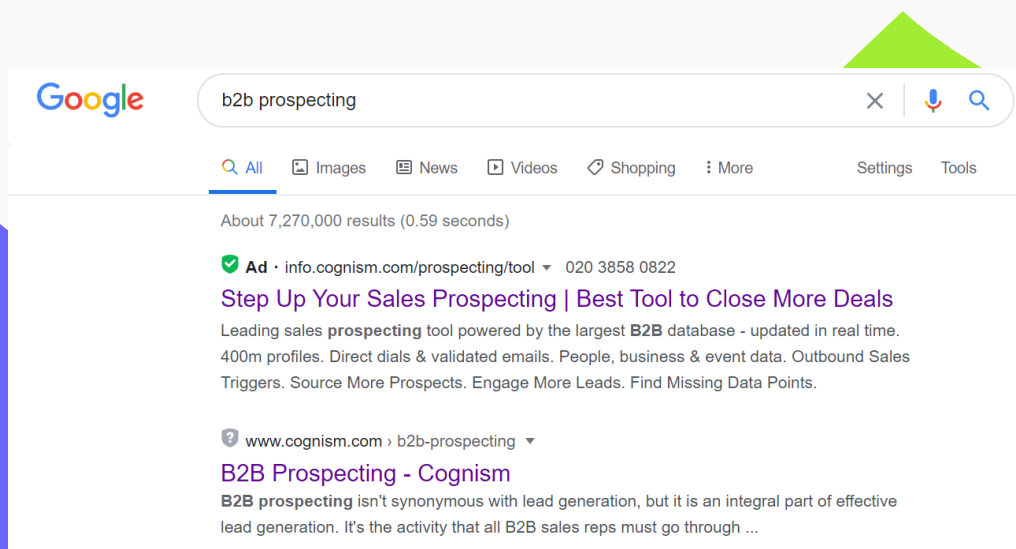 Google
b2b prospecting
All Images News Videos Shopping More Settings Tools
About 7,270,000 results (0.59 seconds)
Ad · info.cognism.com/prospecting/tool 020 3858 0822
Step Up Your Sales Prospecting | Best Tool to Close More Deals
Leading sales prospecting tool powered by the largest B2B database - updated in real time.
400m profiles. Direct dials & validated emails. People, business & event data. Outbound Sales
Triggers. Source More Prospects. Engage More Leads. Find Missing Data Points.
www.cognism.com › b2b-prospecting
B2B Prospecting - Cognism
B2B prospecting isn't synonymous with lead generation, but it is an integral part of effective
lead generation. It's the activity that all B2B sales reps must go through ...